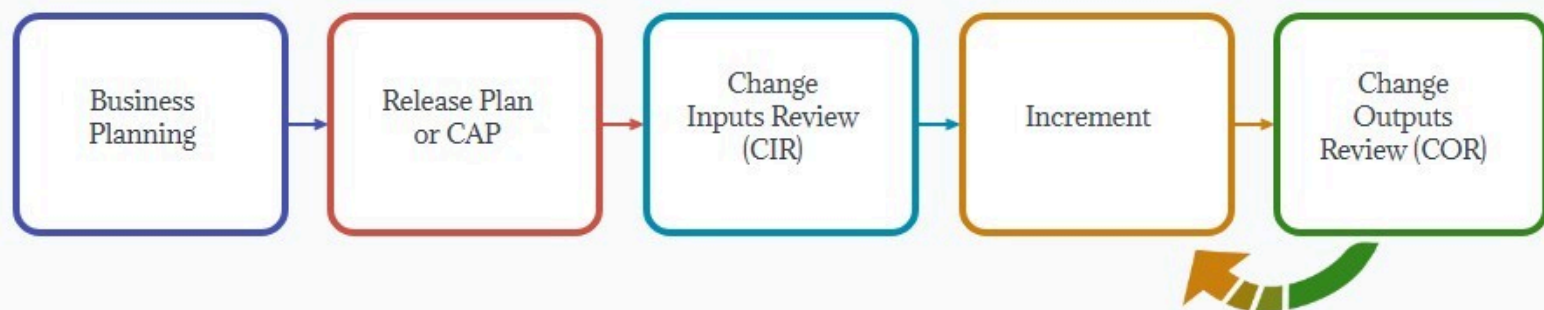 Business
Planning
Release Plan
or CAP
Change
Inputs Review
(CIR)
Increment
Change
Outputs
Review (COR)